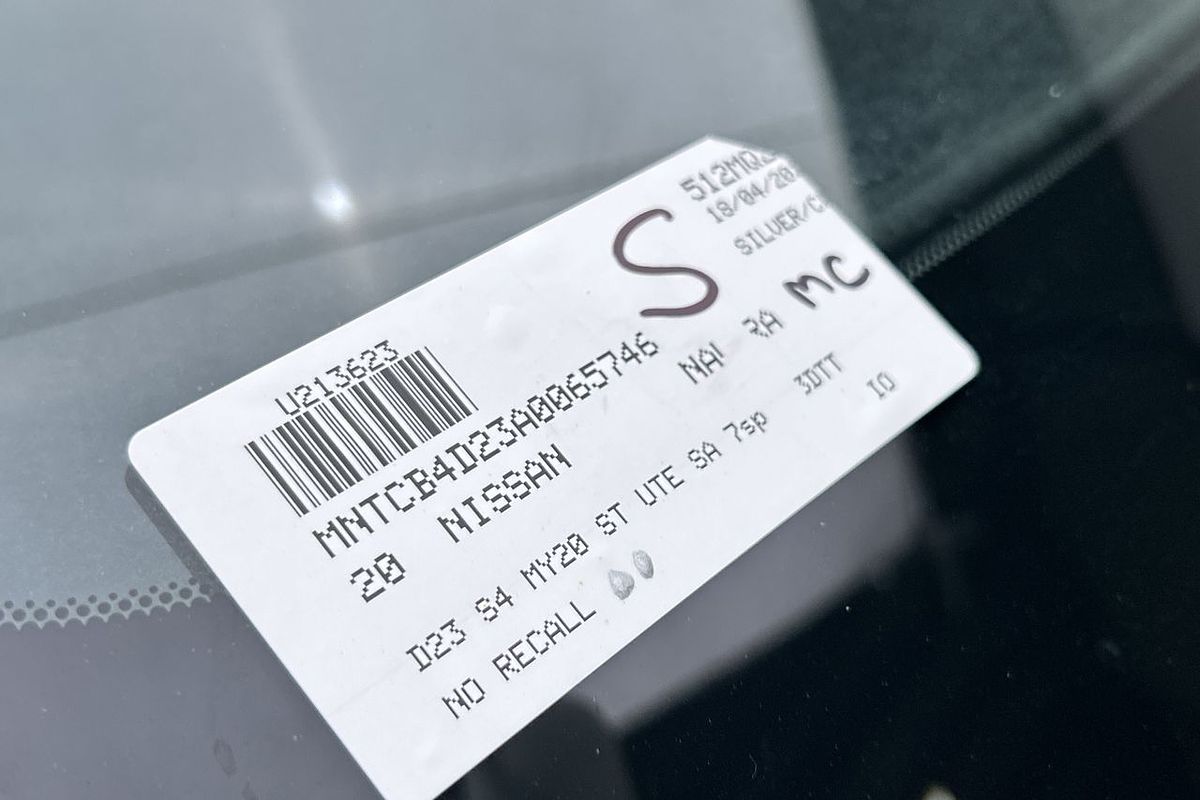 512MQ
18/04/20
SILVER/C
S
MC
U213623
MNTCB4D23A0065746
20 NISSAN NA RA
D23 S4 MY20 ST UTE SA 7sp 3DTT IO
NO RECALL